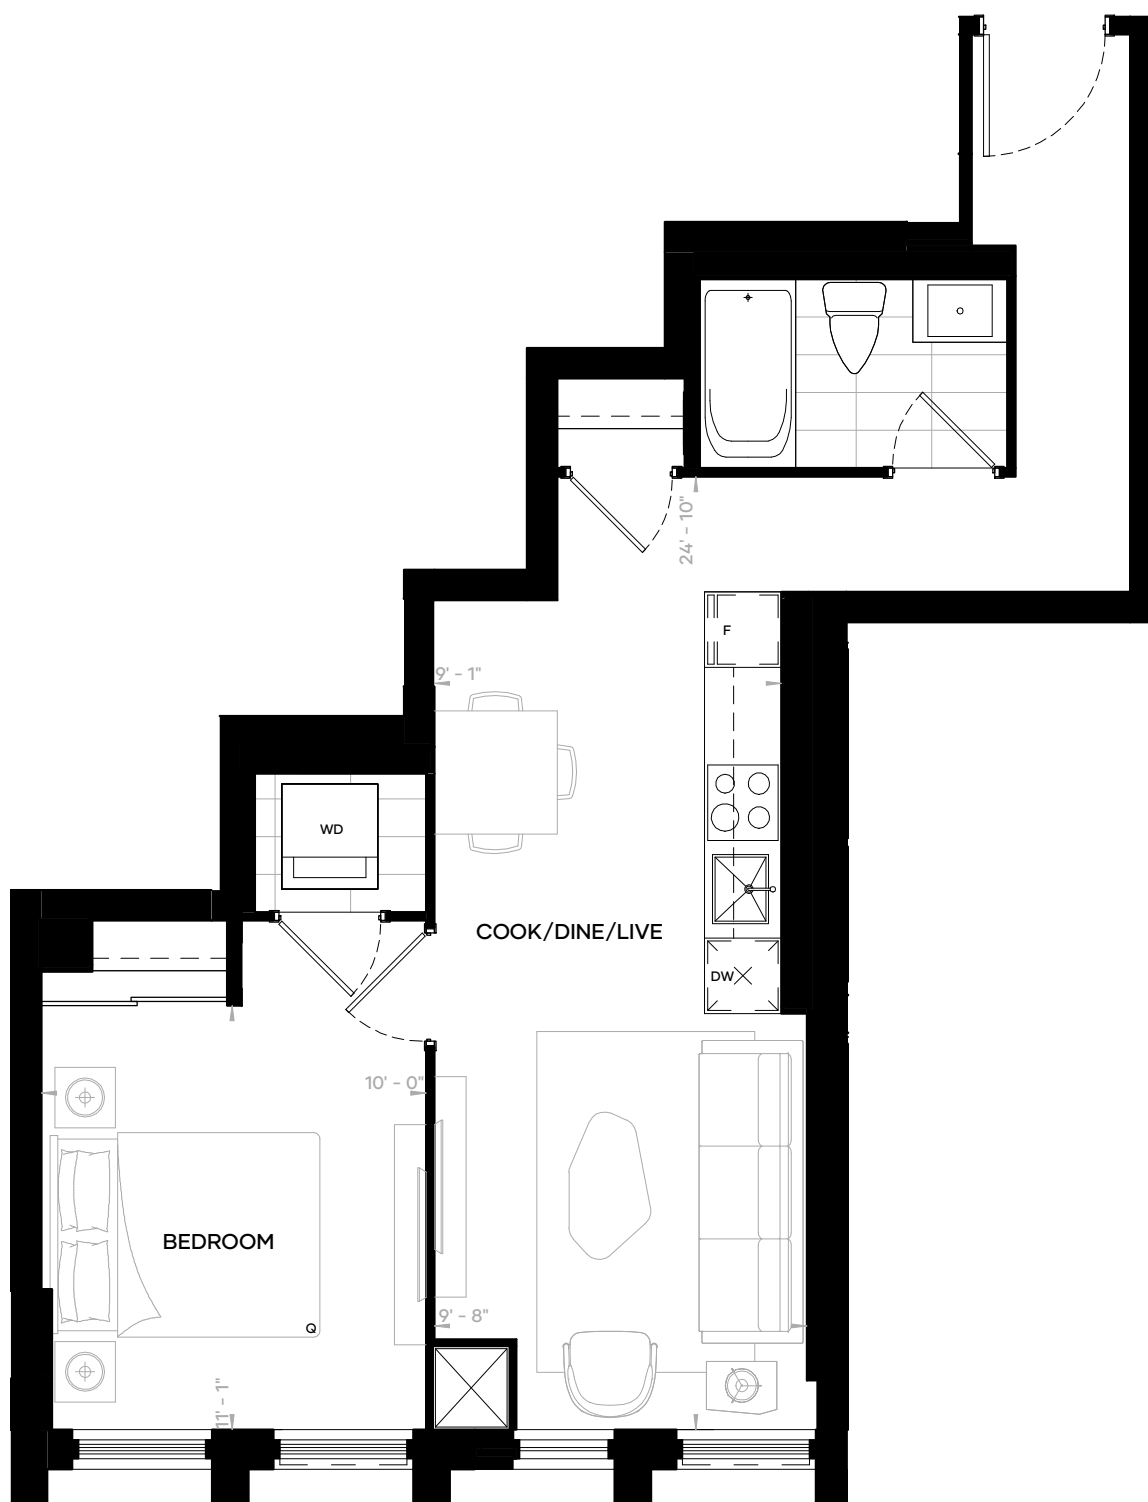 24' - 10"
F
9' - 1"
WD
COOK/DINE/LIVE
DW
10' - 0"
BEDROOM
9' - 8"
Q
11' - 1"